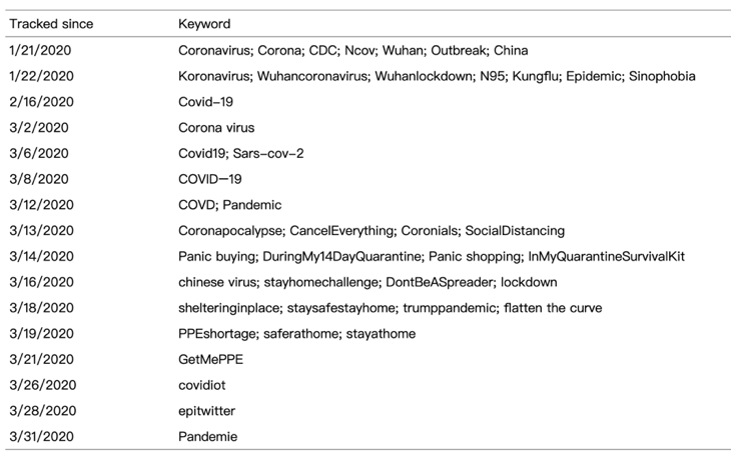 Tracked since Keyword
1/21/2020 Coronavirus; Corona; CDC; Ncov; Wuhan; Outbreak; China
1/22/2020 Koronavirus; Wuhancoronavirus; Wuhanlockdown; N95; Kungflu; Epidemic; Sinophobia
2/16/2020 Covid-19
3/2/2020 Corona virus
3/6/2020 Covid19; Sars-cov-2
3/8/2020 COVID—19
3/12/2020 COVD; Pandemic
3/13/2020 Coronapocalypse; CancelEverything; Coronials; SocialDistancing
3/14/2020 Panic buying; DuringMy14DayQuarantine; Panic shopping; InMyQuarantineSurvivalKit
3/16/2020 chinese virus; stayhomechallenge; DontBeASpreader; lockdown
3/18/2020 shelteringinplace; staysafestayhome; trumppandemic; flatten the curve
3/19/2020 PPEshortage; saferathome; stayathome
3/21/2020 GetMePPE
3/26/2020 covidiot
3/28/2020 epitwitter
3/31/2020 Pandemie